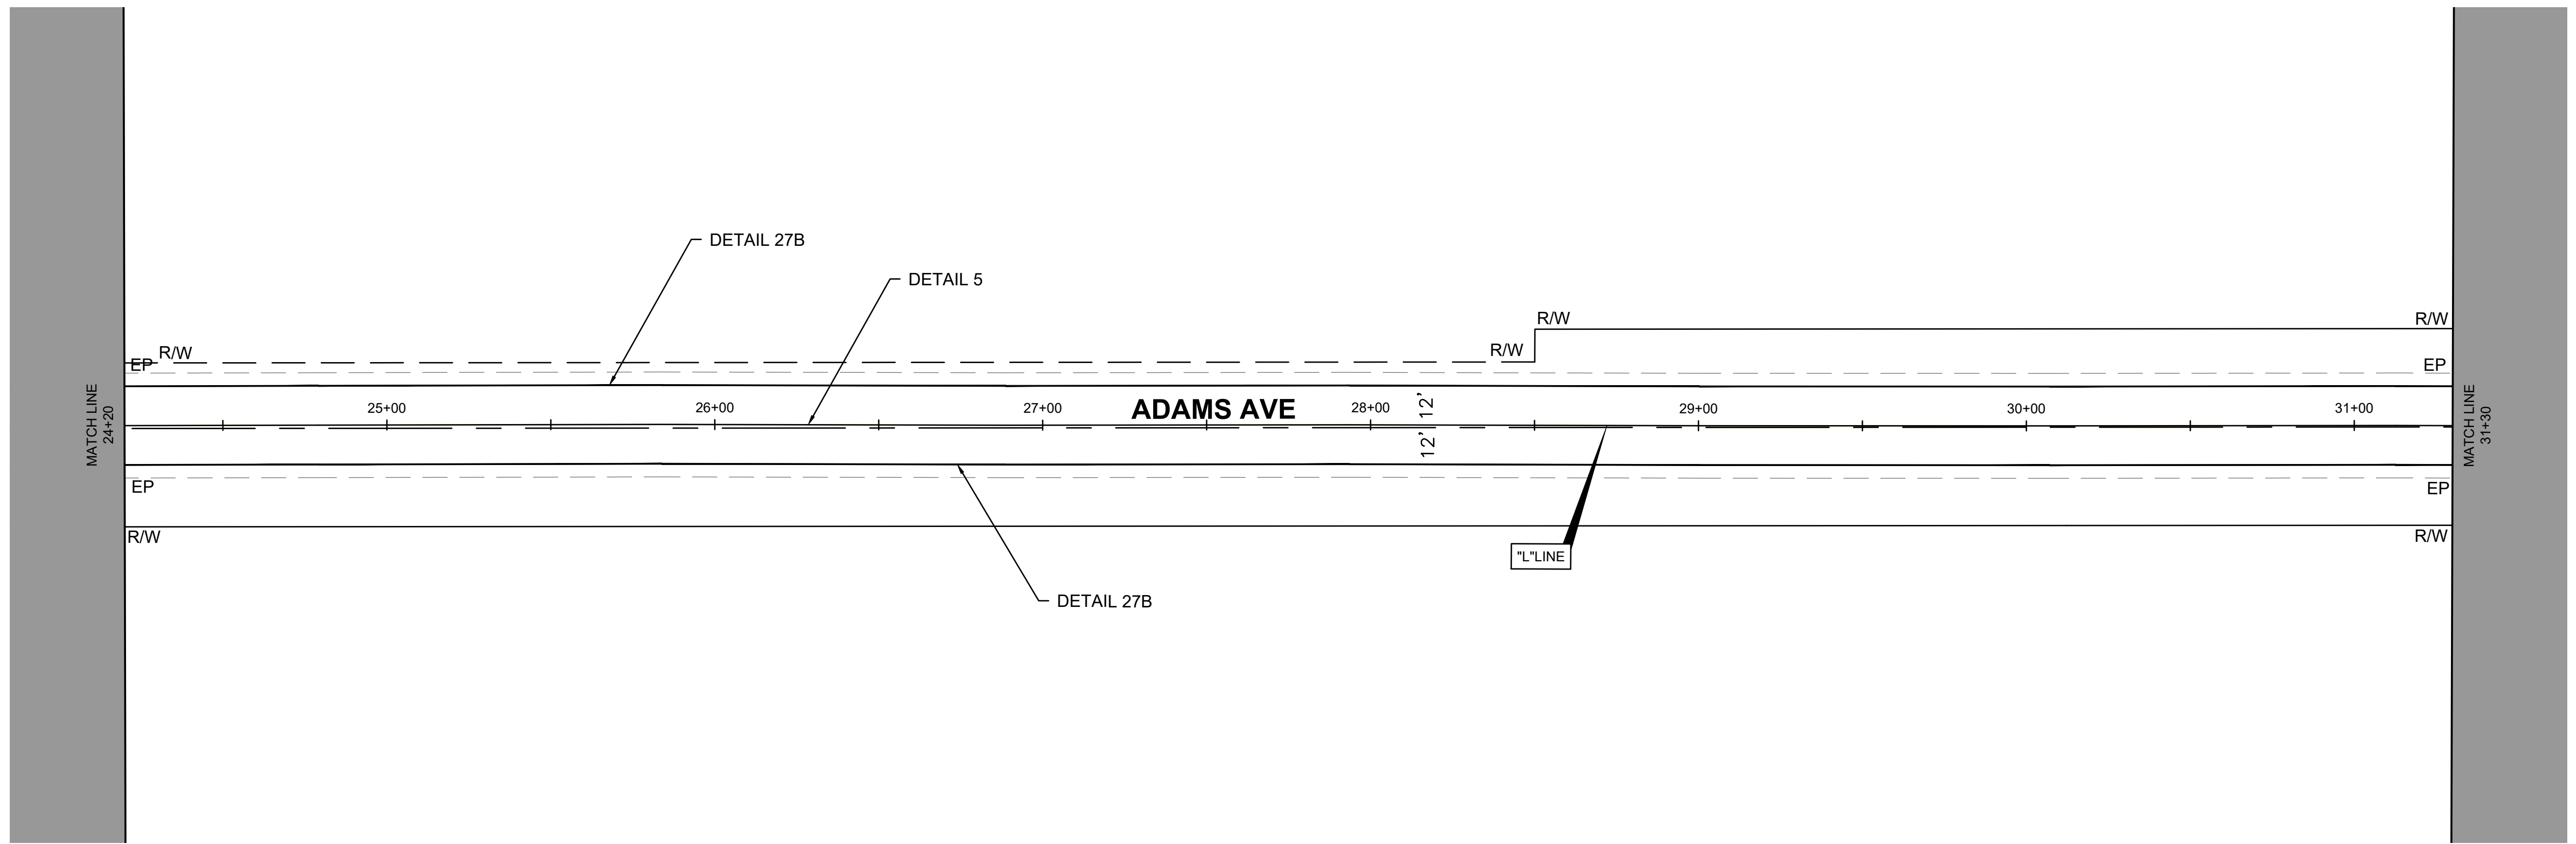 DETAIL 27B
DETAIL 5
R/W
R/W
R/W
R/W
EP
EP
MATCH LINE
24+20
25+00
26+00
27+00
ADAMS AVE
28+00
12'
12'
29+00
30+00
31+00
MATCH LINE
31+30
EP
EP
R/W
R/W
"L"LINE
DETAIL 27B